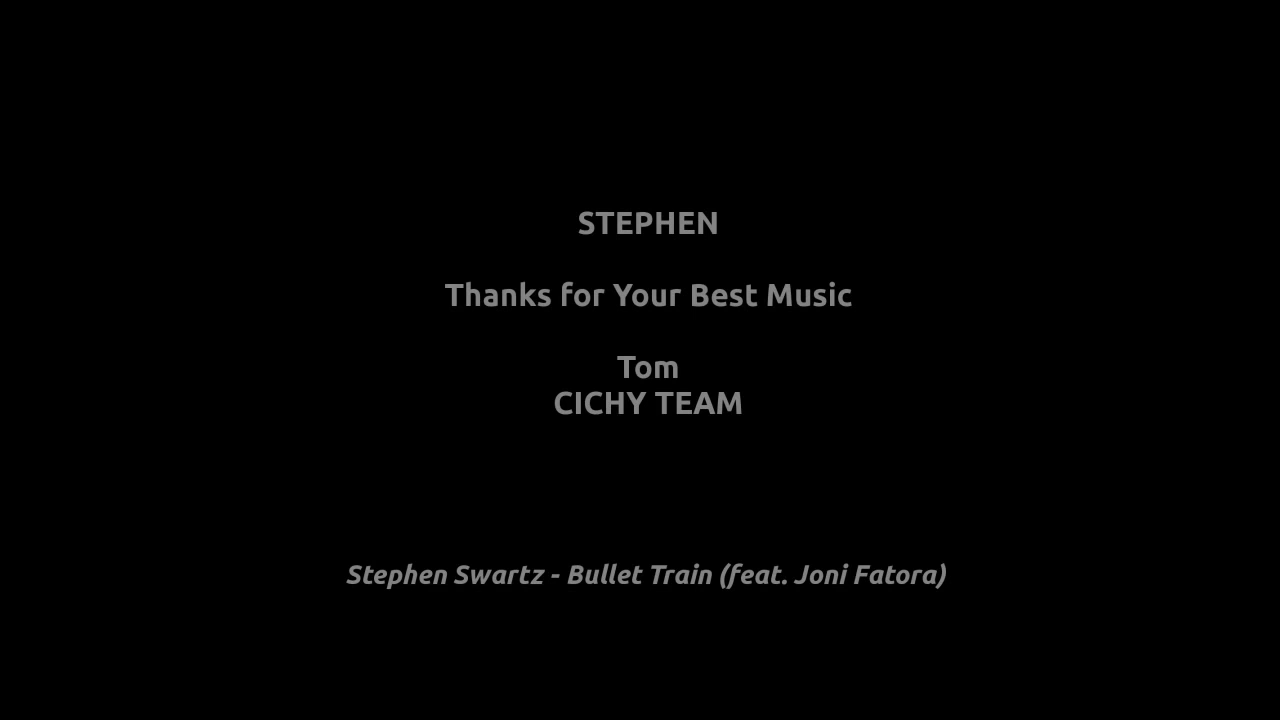 STEPHEN
Thanks for Your Best Music
Tom
CICHY TEAM
Stephen Swartz - Bullet Train (feat. Joni Fatora)